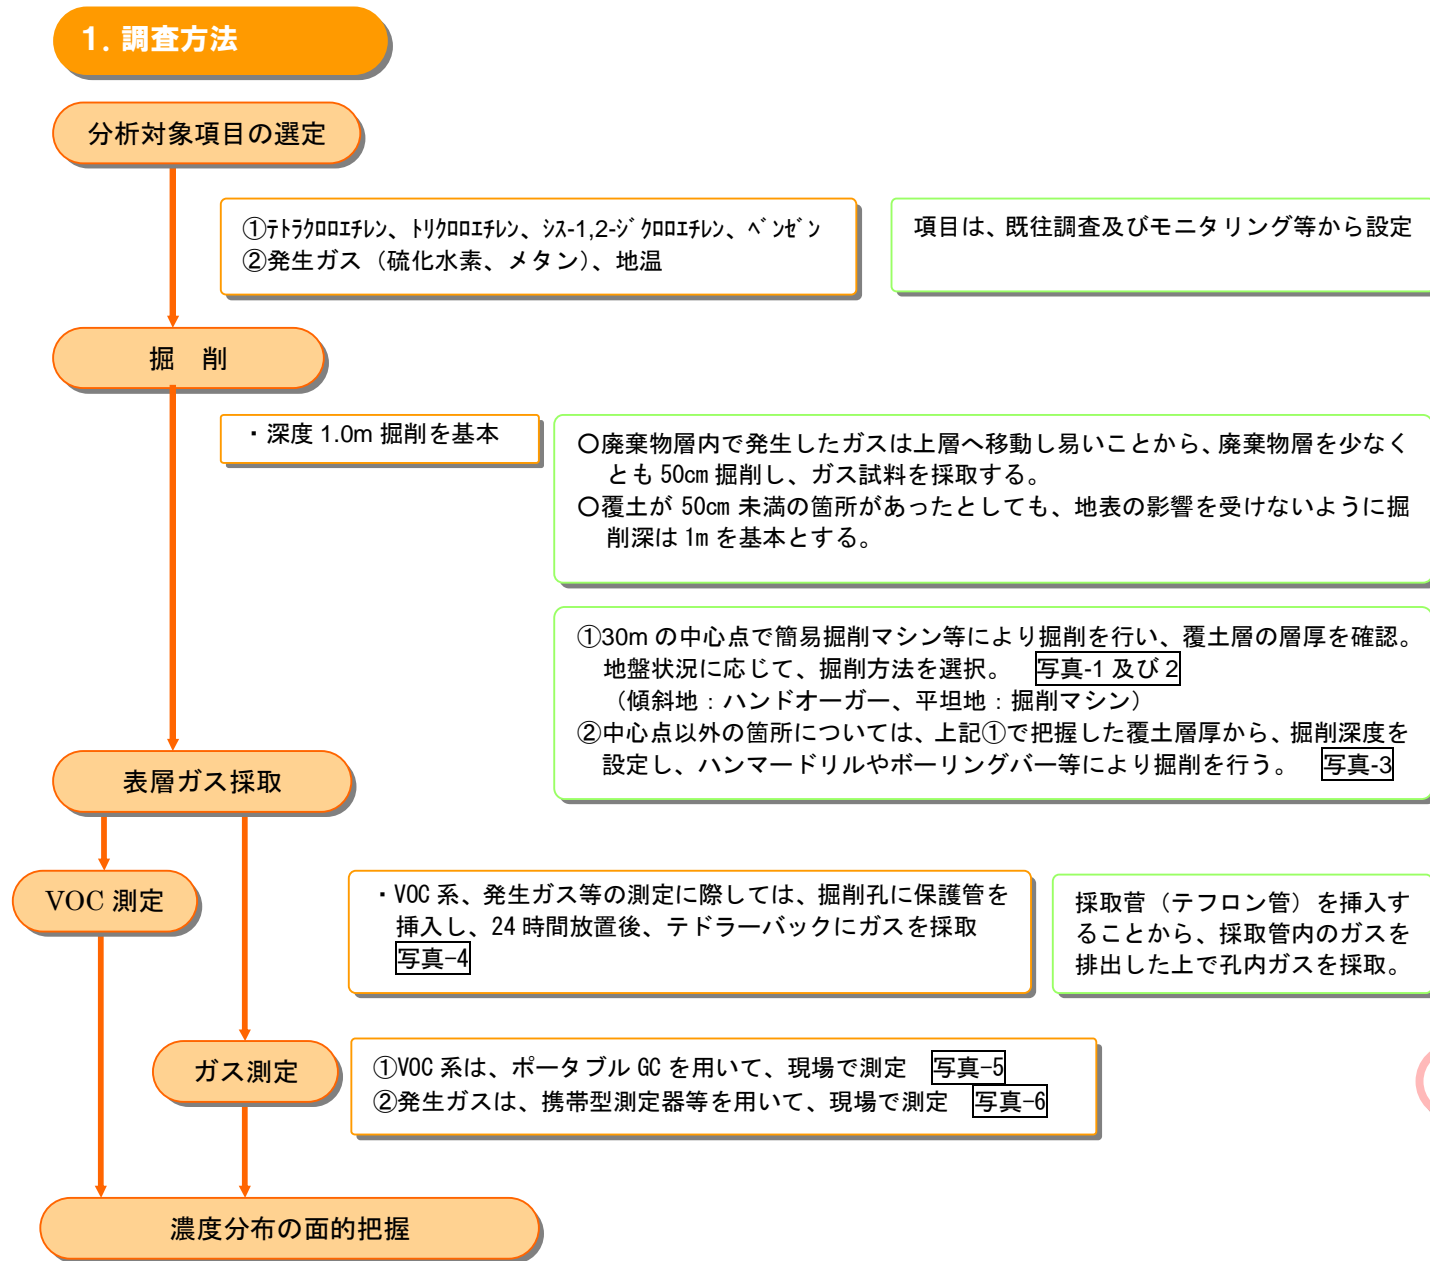 1. 調査方法
分析対象項目の選定
①ﾃﾄﾗｸﾛﾛｴﾁﾚﾝ、ﾄﾘｸﾛﾛｴﾁﾚﾝ、ｼｽ-1,2-ｼﾞｸﾛﾛｴﾁﾚﾝ、ﾍﾞﾝｾﾞﾝ
②発生ガス（硫化水素、メタン）、地温
項目は、既往調査及びモニタリング等から設定
掘　削
・深度 1.0m 掘削を基本
〇廃棄物層内で発生したガスは上層へ移動し易いことから、廃棄物層を少なく
とも 50㎝ 掘削し、ガス試料を採取する。
〇覆土が 50㎝ 未満の箇所があったとしても、地表の影響を受けないように掘
削深は 1m を基本とする。
①30m の中心点で簡易掘削マシン等により掘削を行い、覆土層の層厚を確認。
地盤状況に応じて、掘削方法を選択。　写真-1 及び 2
（傾斜地：ハンドオーガー、平坦地：掘削マシン）
②中心点以外の箇所については、上記①で把握した覆土層厚から、掘削深度を
設定し、ハンマードリルやボーリングバー等により掘削を行う。　写真-3
表層ガス採取
VOC 測定
・VOC 系、発生ガス等の測定に際しては、掘削孔に保護管を
挿入し、24 時間放置後、テドラーバックにガスを採取
写真-4
採取菅（テフロン管）を挿入す
ることから、採取管内のガスを
排出した上で孔内ガスを採取。
ガス測定
①VOC 系は、ポータブル GC を用いて、現場で測定　写真-5
②発生ガスは、携帯型測定器等を用いて、現場で測定　写真-6
濃度分布の面的把握